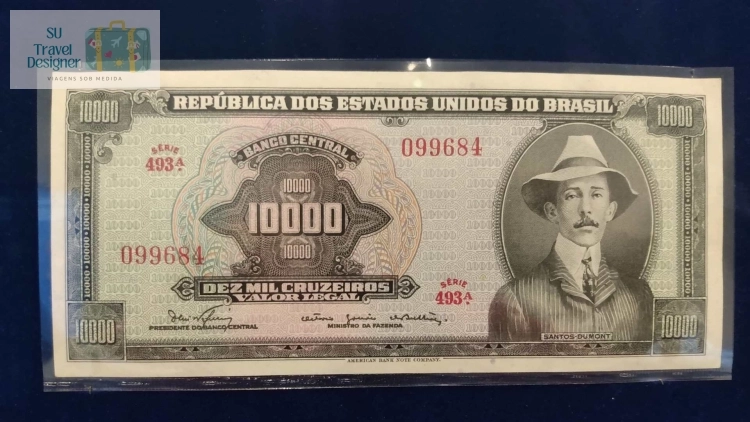 SU
Travel
Designer
VIAGENS SOB MEDIDA
10000
REPÚBLICA DOS ESTADOS UNIDOS DO BRASIL
10000
SÉRIE
493ª
BANCO CENTRAL
099684
10000
10000
10000
099684
DEZ MIL CRUZEIROS
VALOR LEGAL
SÉRIE
493ª
10000
PRESIDENTE DO BANCO CENTRAL
MINISTRO DA FAZENDA
SANTOS-DUMONT
10000
AMERICAN BANK NOTE COMPANY.